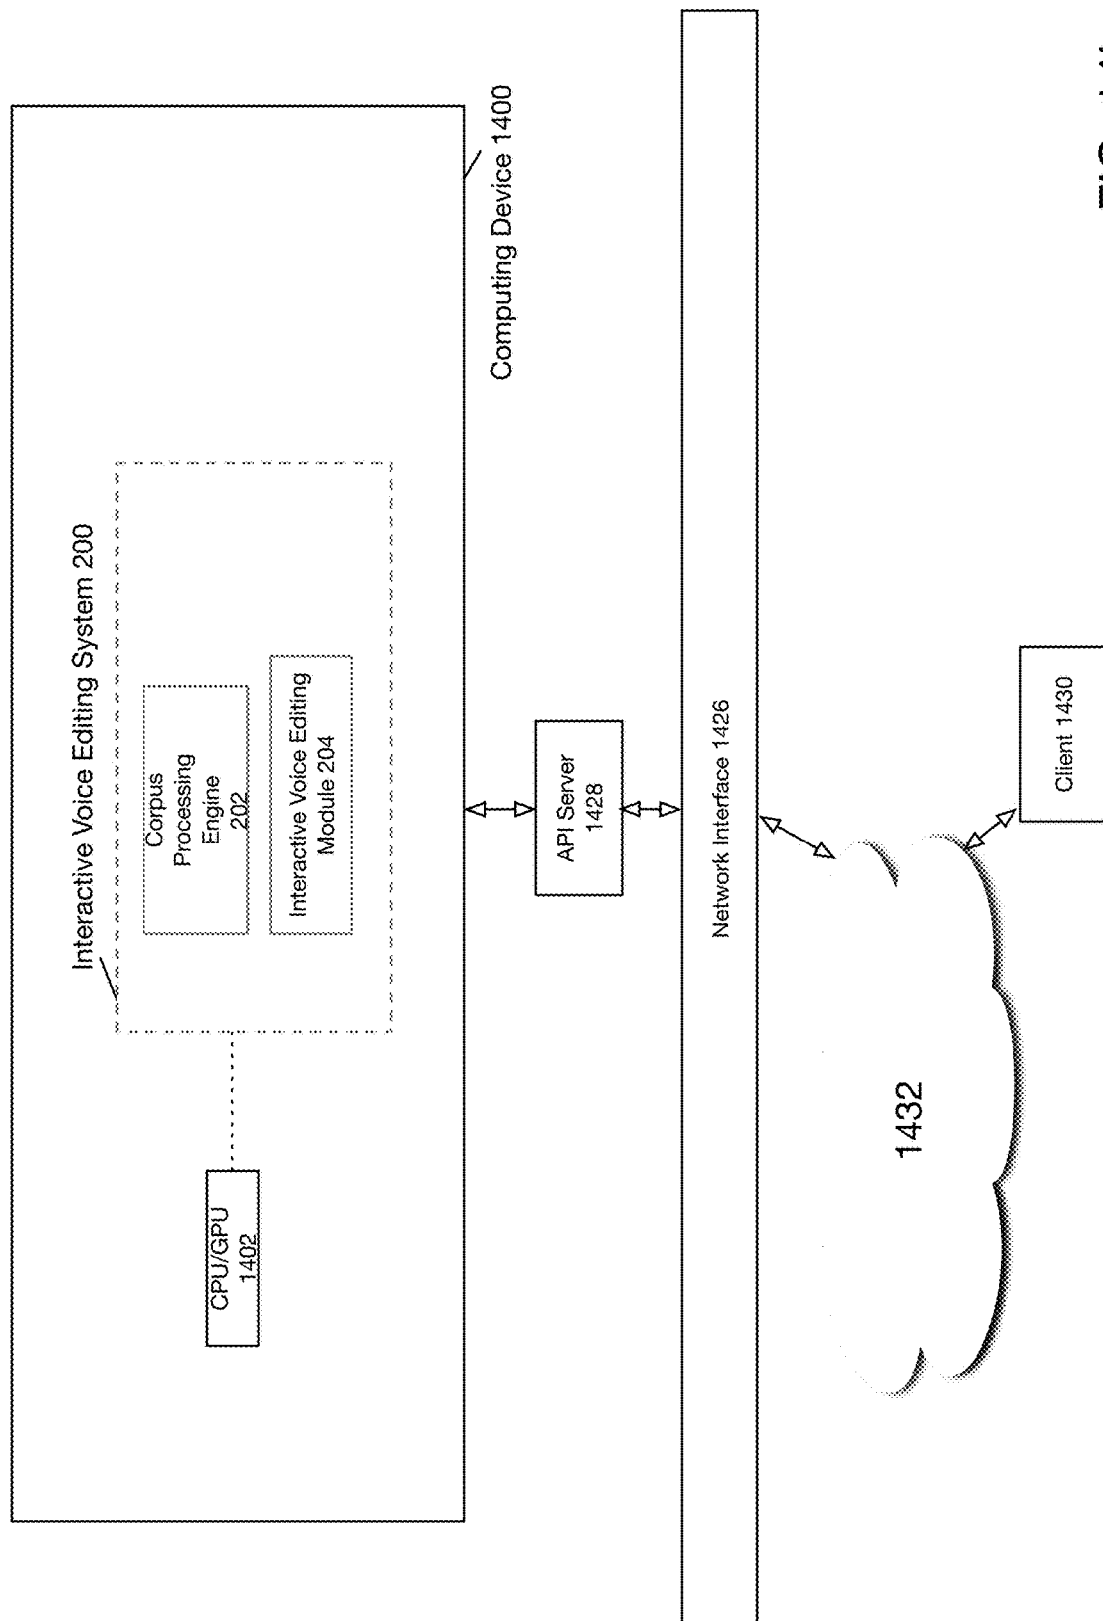 Interactive Voice Editing System 200
Corpus
Processing
Engine
202
Interactive Voice Editing
Module 204
CPU/GPU
1402
Computing Device 1400
API Server
1428
Network Interface 1426
1432
Client 1430